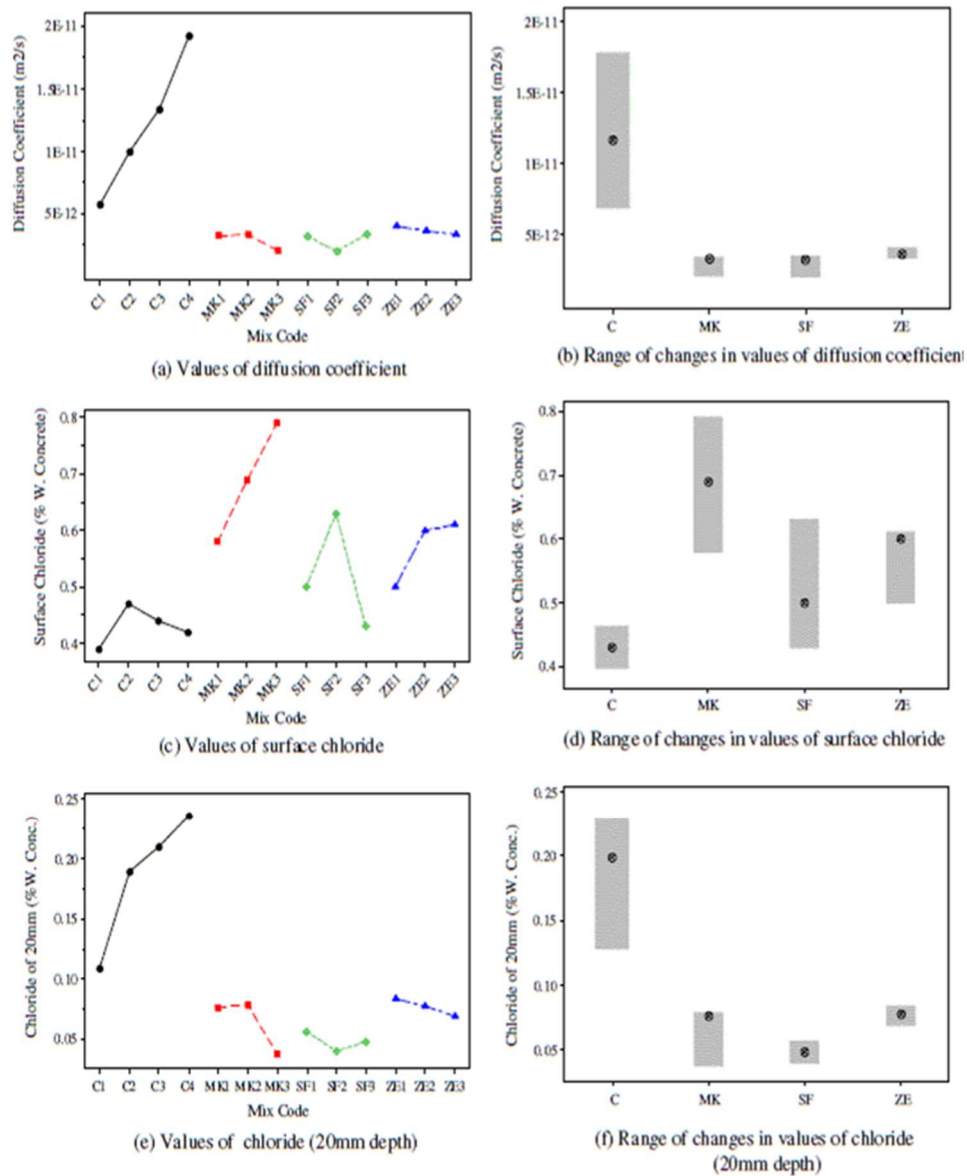 Diffusion Coefficient (m2/s)
2E-11
1.5E-11
1E-11
5E-12
C1 C2 C3 C4 MK1 MK2 MK3 SF1 SF2 SF3 ZE1 ZE2 ZE3
Mix Code
(a) Values of diffusion coefficient
Diffusion Coefficient (m2/s)
2E-11
1.5E-11
1E-11
5E-12
C MK SF ZE
(b) Range of changes in values of diffusion coefficient
Surface Chloride (% W. Concrete)
0.8
0.7
0.6
0.5
0.4
C1 C2 C3 C4 MK1 MK2 MK3 SF1 SF2 SF3 ZE1 ZE2 ZE3
Mix Code
(c) Values of surface chloride
Surface Chloride (% W. Concrete)
0.8
0.7
0.6
0.5
0.4
C MK SF ZE
(d) Range of changes in values of surface chloride
Chloride of 20mm (%W. Conc.)
0.25
0.20
0.15
0.10
0.05
C1 C2 C3 C4 MK1 MK2 MK3 SF1 SF2 SF3 ZE1 ZE2 ZE3
Mix Code
(e) Values of chloride (20mm depth)
Chloride of 20mm (%W. Conc.)
0.25
0.20
0.15
0.10
0.05
C MK SF ZE
(f) Range of changes in values of chloride
(20mm depth)